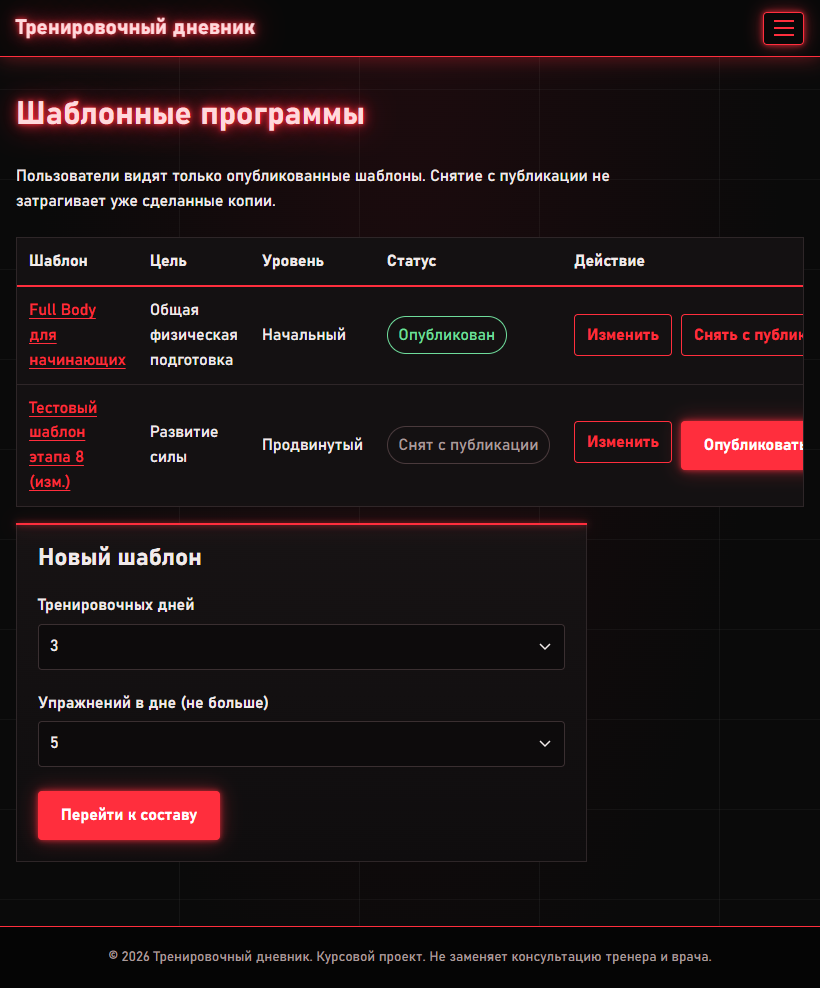 Тренировочный дневник
Шаблонные программы
Пользователи видят только опубликованные шаблоны. Снятие с публикации не
затрагивает уже сделанные копии.
Шаблон Цель Уровень Статус Действие
Full Body
для
начинающих
Общая
физическая
подготовка
Начальный
Опубликован
Изменить
Снять с публик
Тестовый
шаблон
этапа 8
(изм.)
Развитие
силы
Продвинутый
Снят с публикации
Изменить
Опубликовать
Новый шаблон
Тренировочных дней
3
Упражнений в дне (не больше)
5
Перейти к составу
© 2026 Тренировочный дневник. Курсовой проект. Не заменяет консультацию тренера и врача.